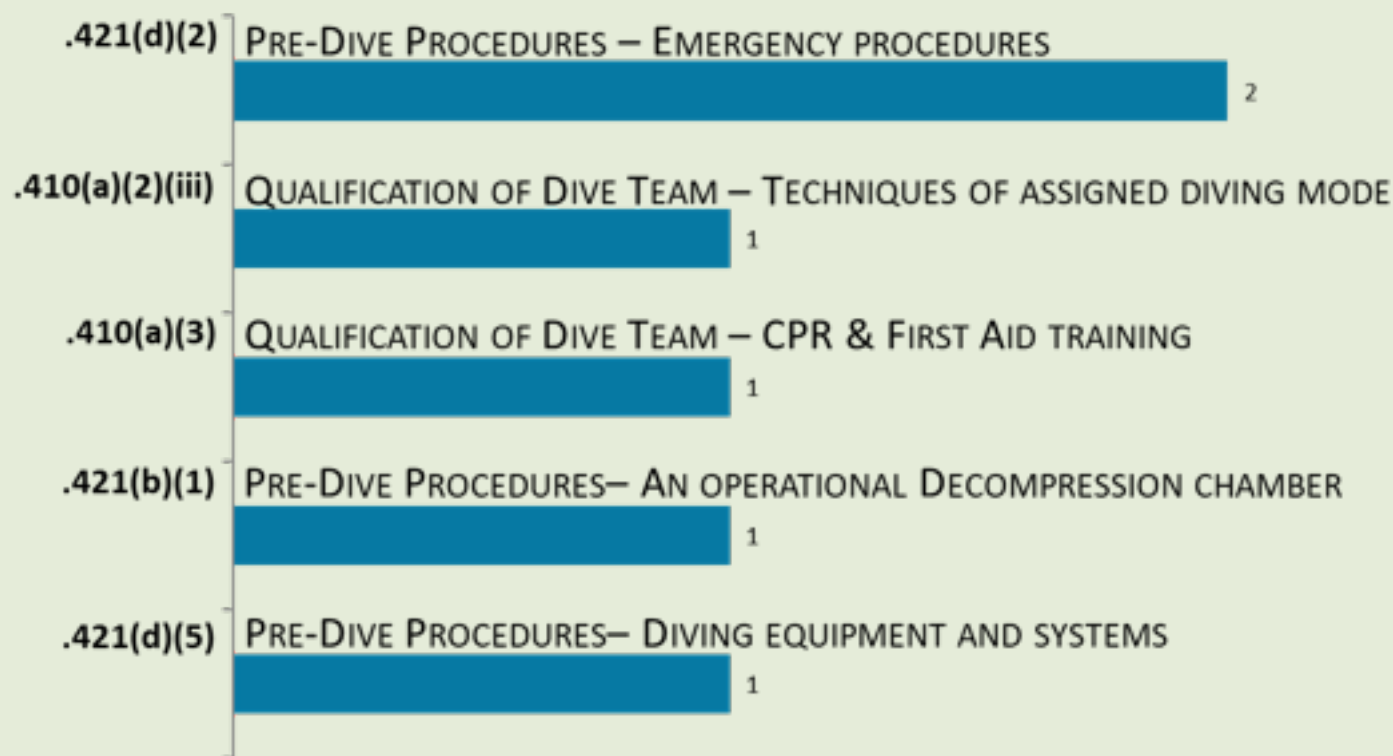 .421(d)(2) PRE-DIVE PROCEDURES – EMERGENCY PROCEDURES
2
.410(a)(2)(iii) QUALIFICATION OF DIVE TEAM – TECHNIQUES OF ASSIGNED DIVING MODE
1
.410(a)(3) QUALIFICATION OF DIVE TEAM – CPR & FIRST AID TRAINING
1
.421(b)(1) PRE-DIVE PROCEDURES– AN OPERATIONAL DECOMPRESSION CHAMBER
1
.421(d)(5) PRE-DIVE PROCEDURES– DIVING EQUIPMENT AND SYSTEMS
1